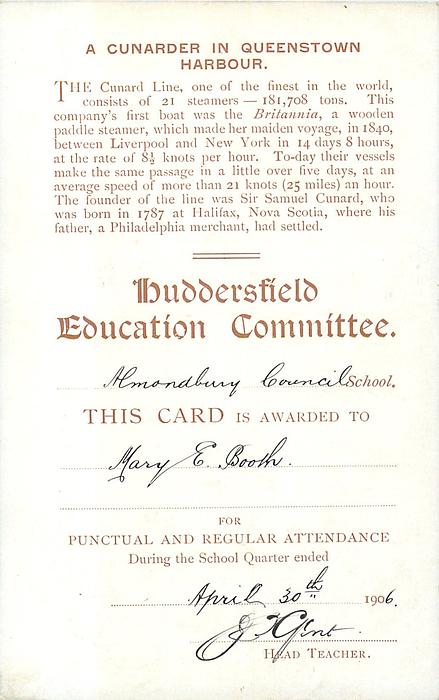 A CUNARDER IN QUEENSTOWN
HARBOUR.
THE Cunard Line, one of the finest in the world,
consists of 21 steamers — 181,708 tons. This
company's first boat was the Britannia, a wooden
paddle steamer, which made her maiden voyage, in 1840,
between Liverpool and New York in 14 days 8 hours,
at the rate of 8½ knots per hour. To-day their vessels
make the same passage in a little over five days, at an
average speed of more than 21 knots (25 miles) an hour.
The founder of the line was Sir Samuel Cunard, who
was born in 1787 at Halifax, Nova Scotia, where his
father, a Philadelphia merchant, had settled.
Huddersfield
Education Committee.
Almondbury Council School.
THIS CARD IS AWARDED TO
Mary E. Booth.
FOR
PUNCTUAL AND REGULAR ATTENDANCE
During the School Quarter ended
April 30th 1906.
Gent.
HEAD TEACHER.